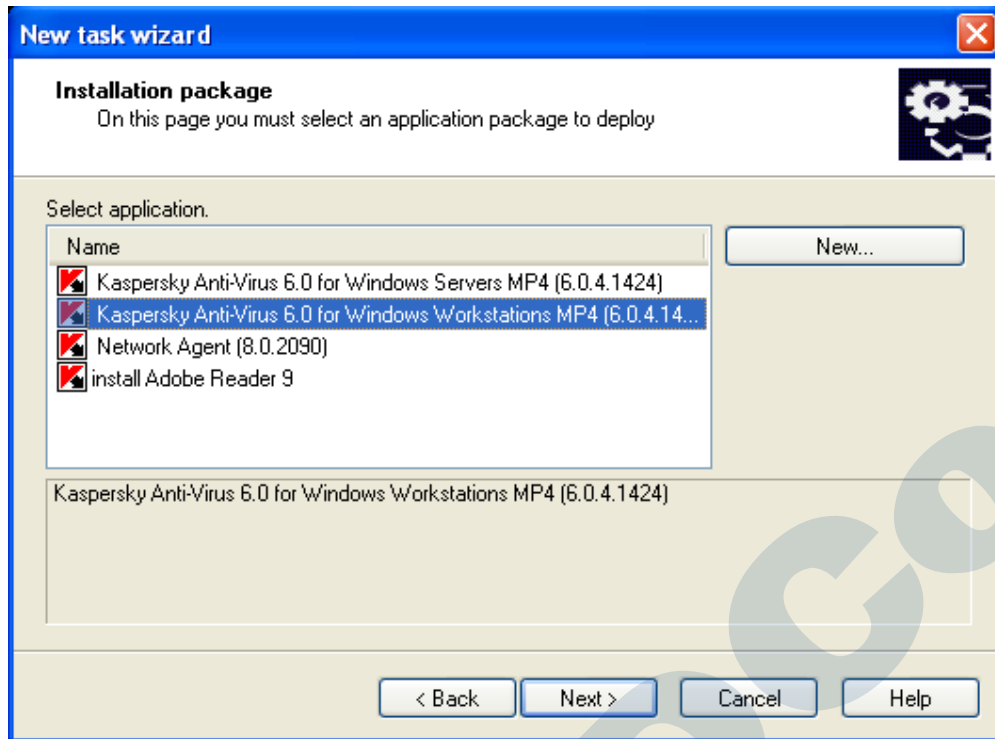 New task wizard
Installation package
On this page you must select an application package to deploy
Select application.
Name
New...
Kaspersky Anti-Virus 6.0 for Windows Servers MP4 (6.0.4.1424)
Kaspersky Anti-Virus 6.0 for Windows Workstations MP4 (6.0.4.14...
Network Agent (8.0.2090)
install Adobe Reader 9
Kaspersky Anti-Virus 6.0 for Windows Workstations MP4 (6.0.4.1424)
< Back Next > Cancel Help